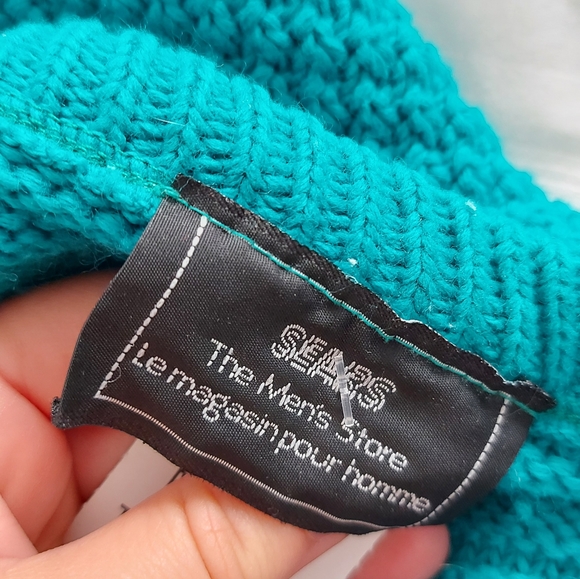 SEARS
The Men's Store
Le magasin pour homme